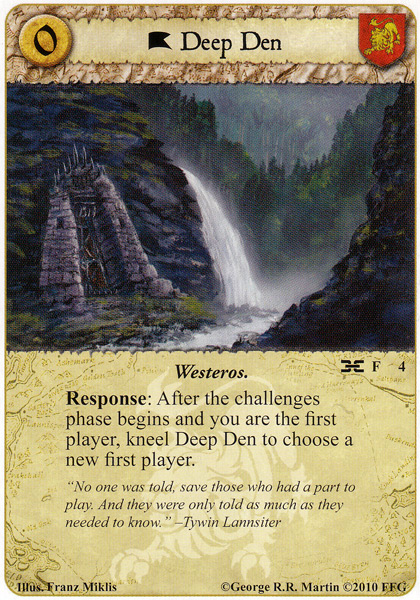 0 Deep Den
Westeros.
F 4
Response: After the challenges
phase begins and you are the first
player, kneel Deep Den to choose a
new first player.
“No one was told, save those who had a part to
play. And they were only told as much as they
needed to know.” –Tywin Lannsiter
Illus. Franz Miklis ©George R.R. Martin ©2010 FFG